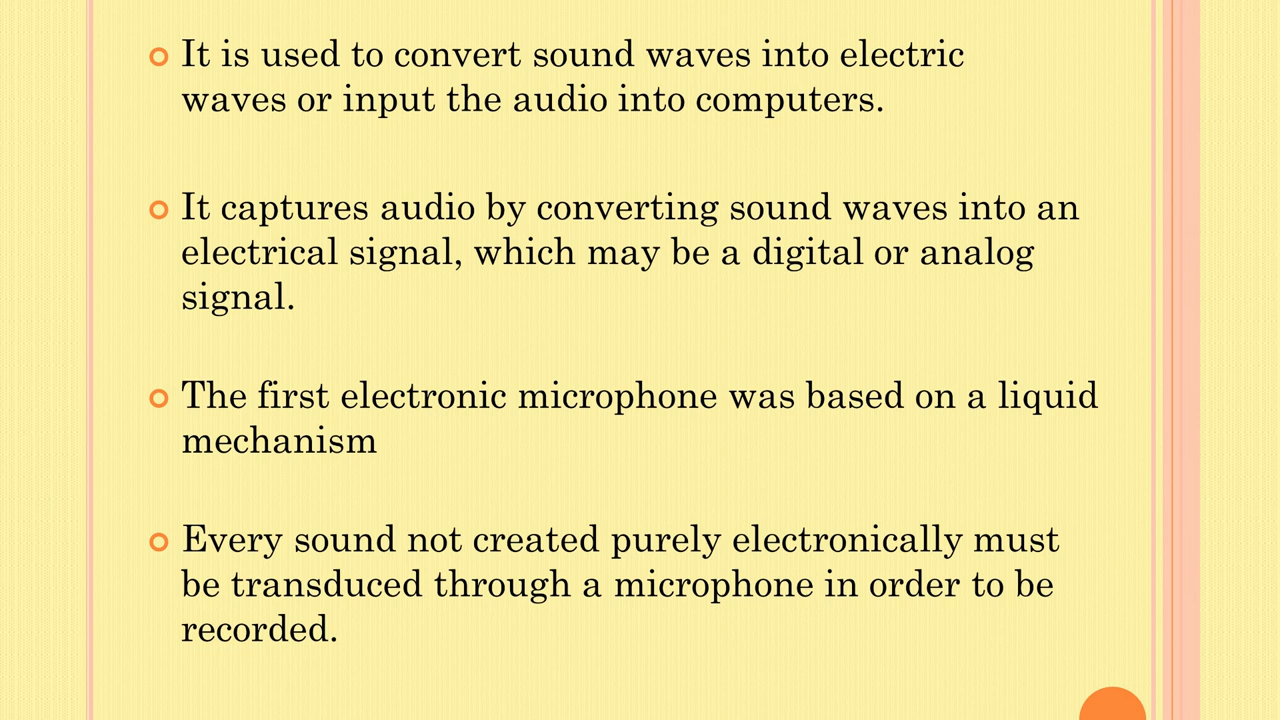 It is used to convert sound waves into electric
waves or input the audio into computers.
It captures audio by converting sound waves into an
electrical signal, which may be a digital or analog
signal.
The first electronic microphone was based on a liquid
mechanism
Every sound not created purely electronically must
be transduced through a microphone in order to be
recorded.